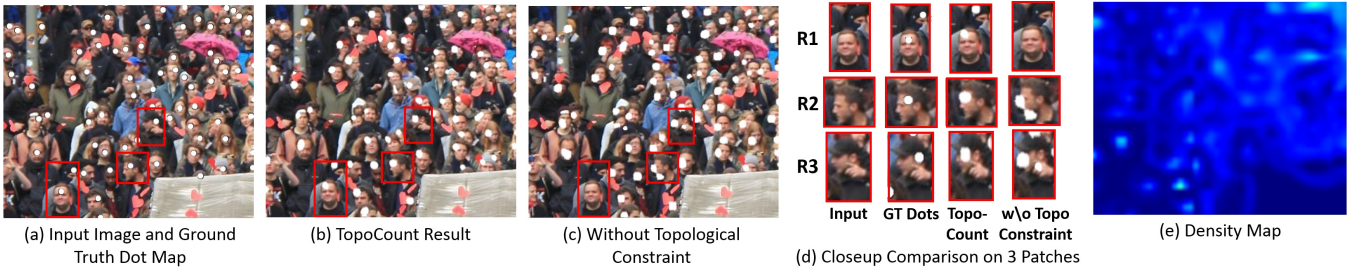 R1
R2
R3
Input
GT Dots
Topo-
Count
w\o Topo
Constraint
(a) Input Image and Ground
Truth Dot Map
(b) TopoCount Result
(c) Without Topological
Constraint
(d) Closeup Comparison on 3 Patches
(e) Density Map